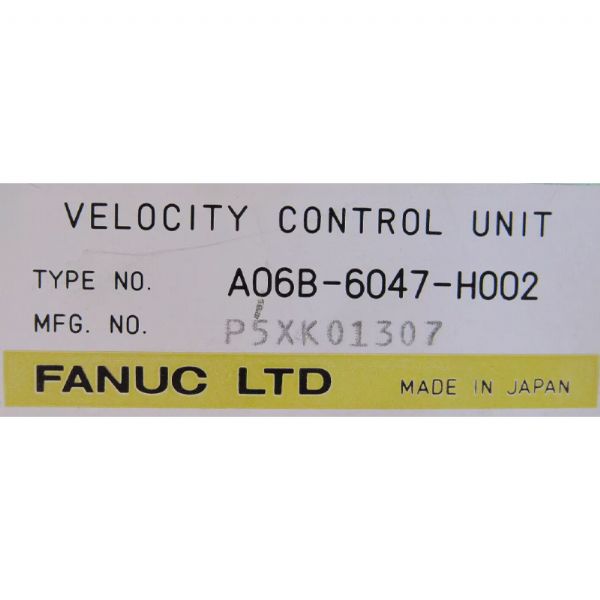 VELOCITY CONTROL UNIT
TYPE NO. A06B-6047-H002
MFG. NO. P5XK01307
FANUC LTD MADE IN JAPAN